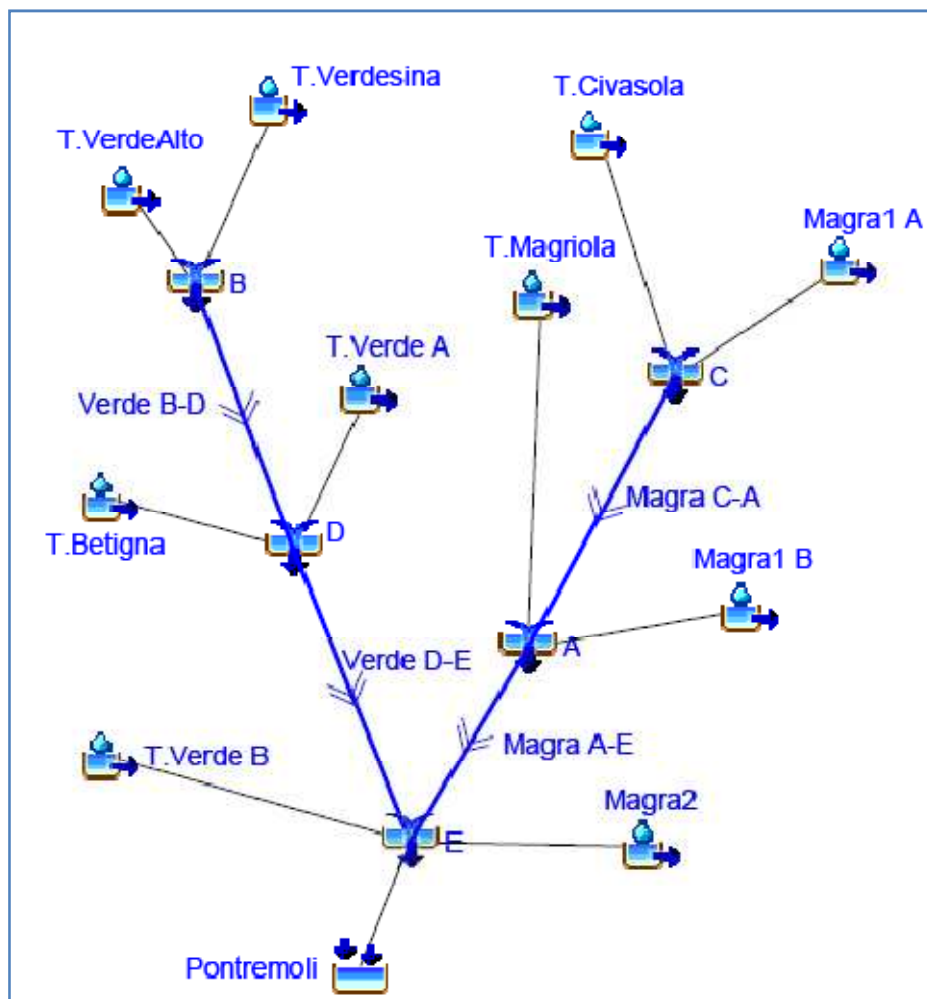 T.Verdesina
T.Civasola
T.VerdeAlto
Magra1 A
T.Magriola
B
T.Verde A
C
Verde B-D
Magra C-A
D
T.Betigna
Magra1 B
A
Verde D-E
Magra A-E
T.Verde B
Magra2
E
Pontremoli